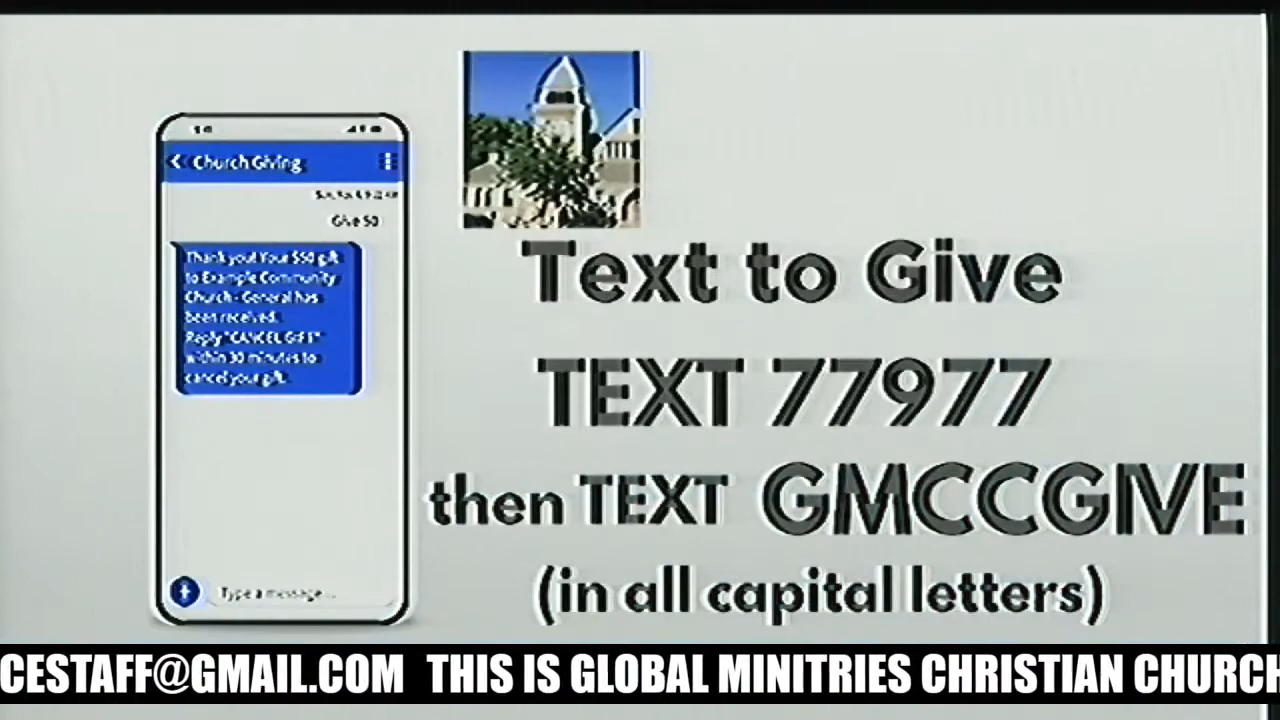 Church Giving
Give 50
Thank you! Your $50 gift
to Example Community
Church - General has
been received.
Reply "CANCEL GIFT"
within 30 minutes to
cancel your gift.
Type a message...
Text to Give
TEXT 77977
then TEXT GMCCGIVE
(in all capital letters)
CESTAFF@GMAIL.COM THIS IS GLOBAL MINITRIES CHRISTIAN CHURCH